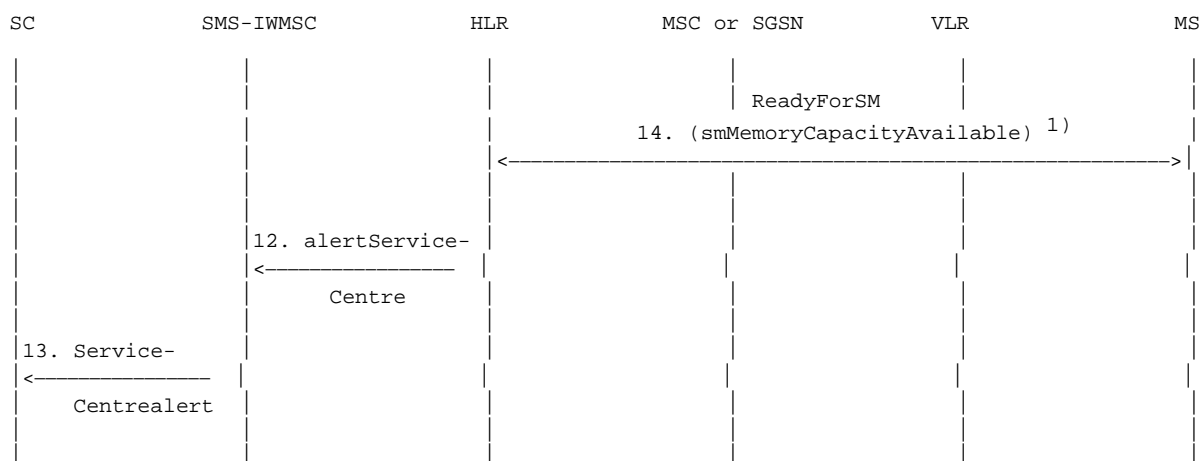 SC SMS-IWMSC HLR MSC or SGSN VLR MS
ReadyForSM
14. (smMemoryCapacityAvailable) 1)
12. alertService-
Centre
13. Service-
Centrealert